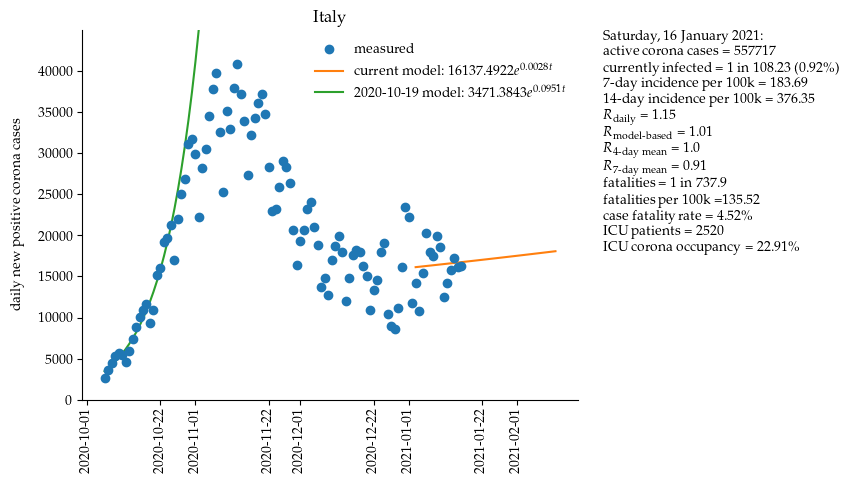 Italy
measured
current model: 16137.4922e^{0.0028t}
2020-10-19 model: 3471.3843e^{0.0951t}
daily new positive corona cases
40000
35000
30000
25000
20000
15000
10000
5000
0
2020-10-01
2020-10-22
2020-11-01
2020-11-22
2020-12-01
2020-12-22
2021-01-01
2021-01-22
2021-02-01
Saturday, 16 January 2021:
active corona cases = 557717
currently infected = 1 in 108.23 (0.92%)
7-day incidence per 100k = 183.69
14-day incidence per 100k = 376.35
R_daily = 1.15
R_model-based = 1.01
R_4-day mean = 1.0
R_7-day mean = 0.91
fatalities = 1 in 737.9
fatalities per 100k =135.52
case fatality rate = 4.52%
ICU patients = 2520
ICU corona occupancy = 22.91%